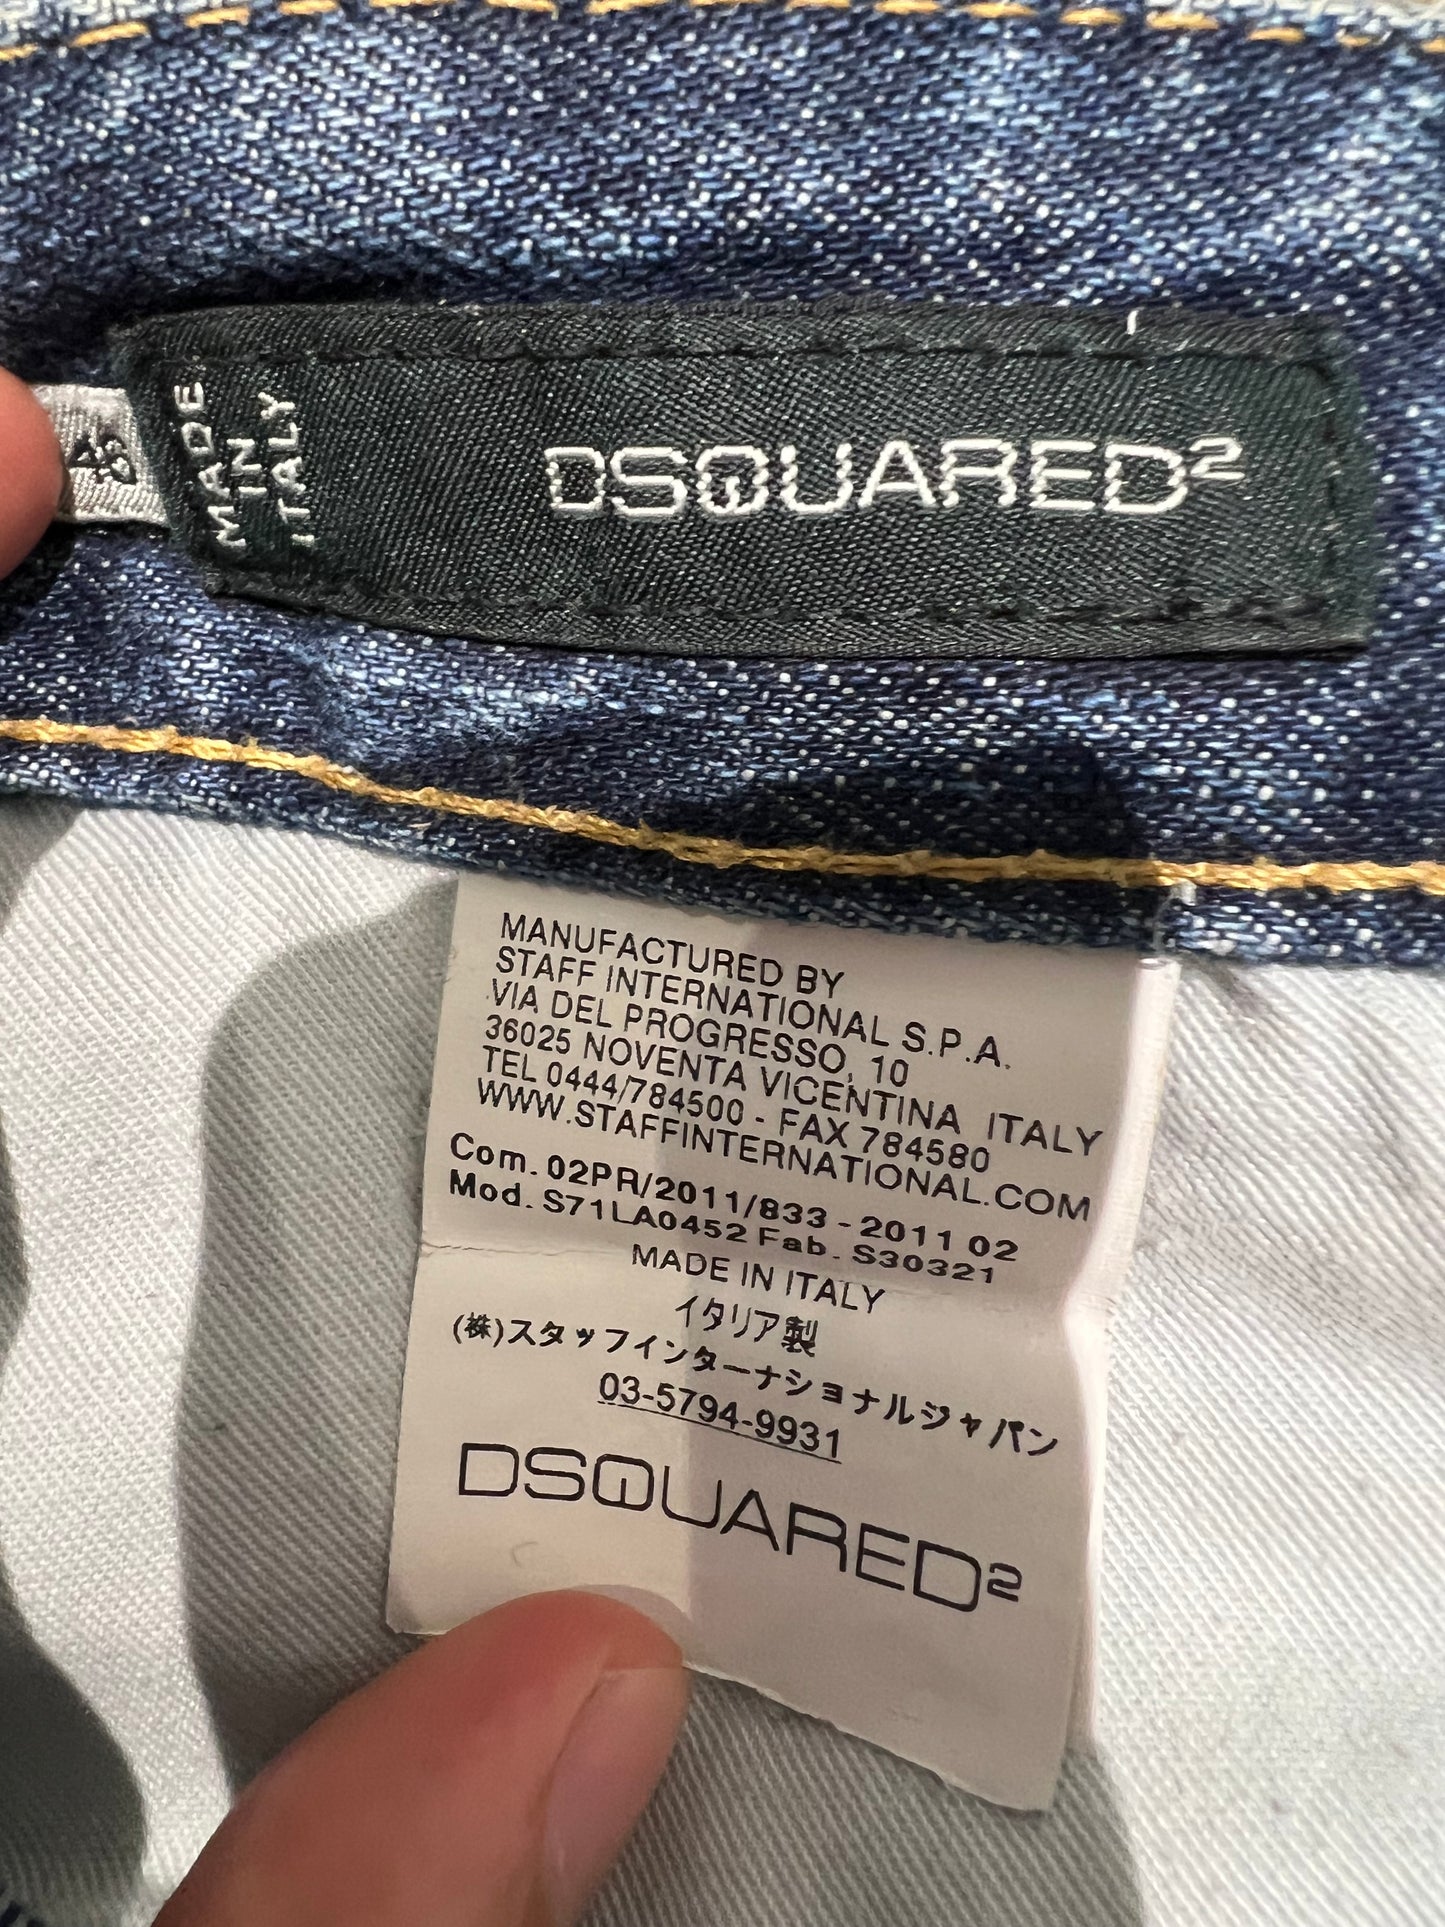 MADE
IN
ITALY
DSQUARED2
MANUFACTURED BY
STAFF INTERNATIONAL S.P.A.
VIA DEL PROGRESSO, 10
36025 NOVENTA VICENTINA ITALY
TEL 0444/784500 - FAX 784580
WWW.STAFFINTERNATIONAL.COM
Com. 02PR/2011/833 - 2011 02
Mod. S71LA0452 Fab. S30321
MADE IN ITALY
イタリア製
(株)スタッフインターナショナルジャパン
03-5794-9931
DSQUARED2